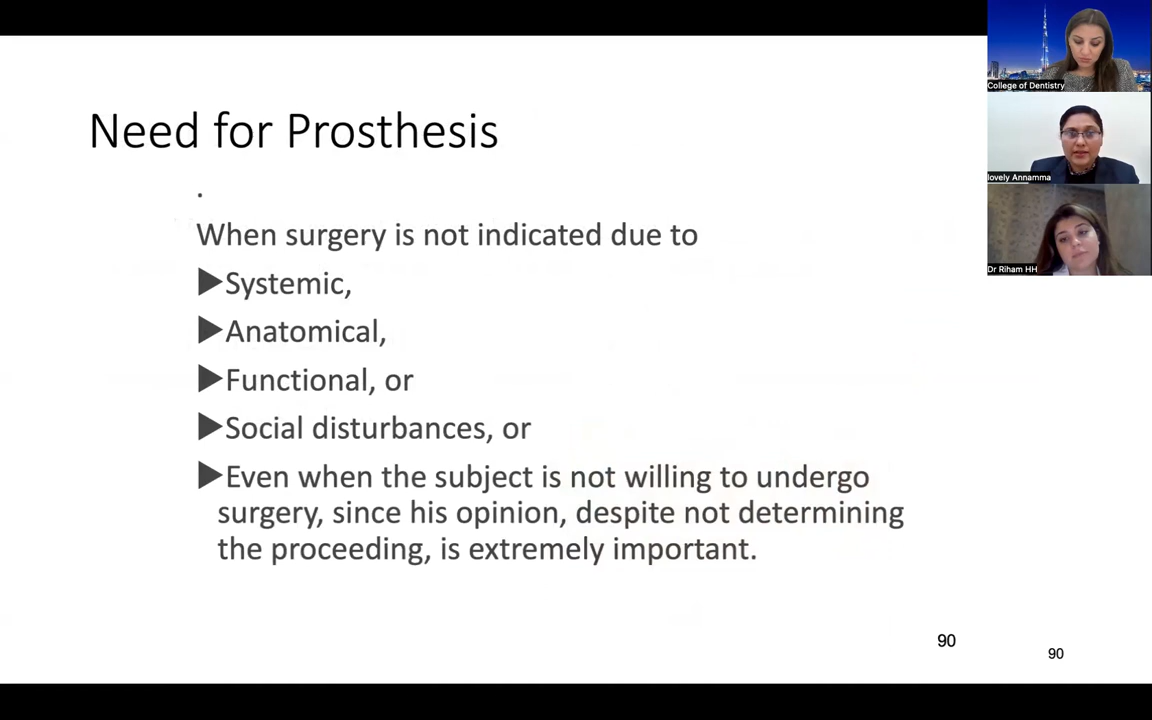 Need for Prosthesis
.
When surgery is not indicated due to
▶Systemic,
▶Anatomical,
▶Functional, or
▶Social disturbances, or
▶Even when the subject is not willing to undergo
surgery, since his opinion, despite not determining
the proceeding, is extremely important.
90
90
College of Dentistry
lovely Annamma
Dr Riham HH